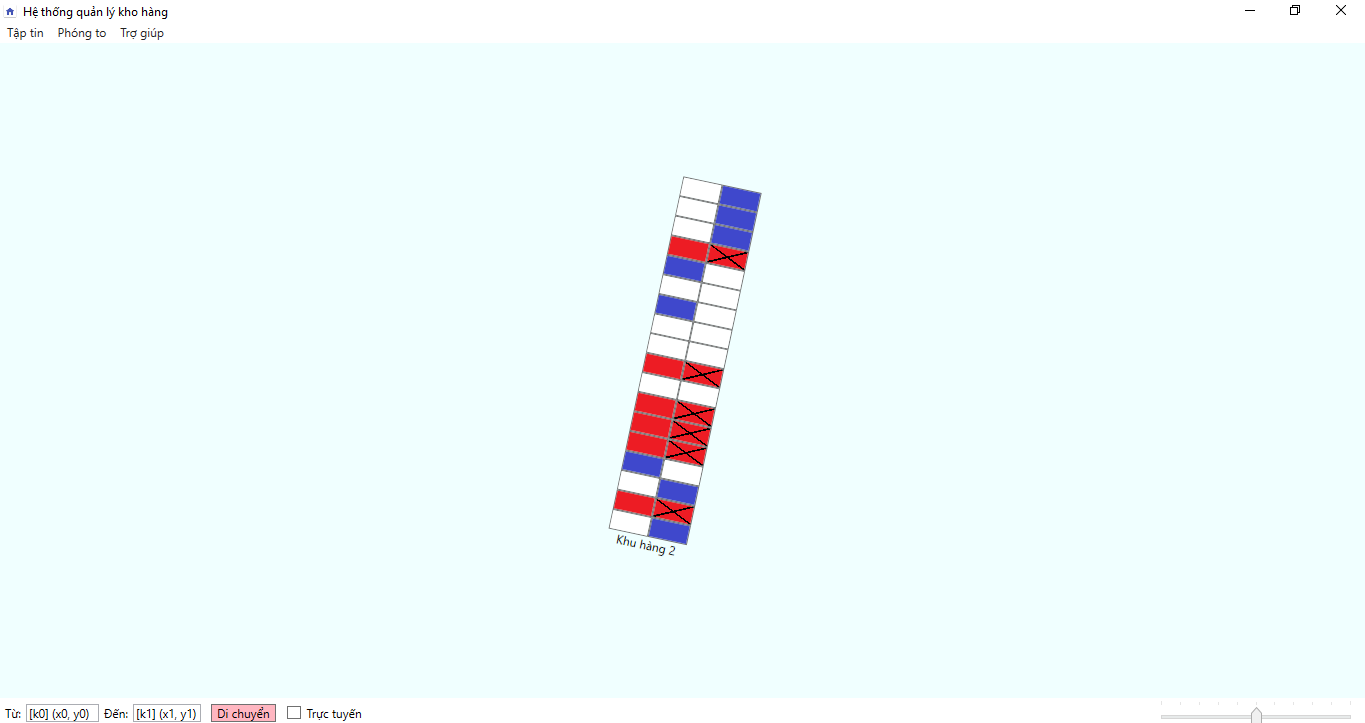 Hệ thống quản lý kho hàng
Tập tin Phóng to Trợ giúp
Khu hàng 2
Từ: [k0] (x0, y0) Đến: [k1] (x1, y1) Di chuyển Trực tuyến